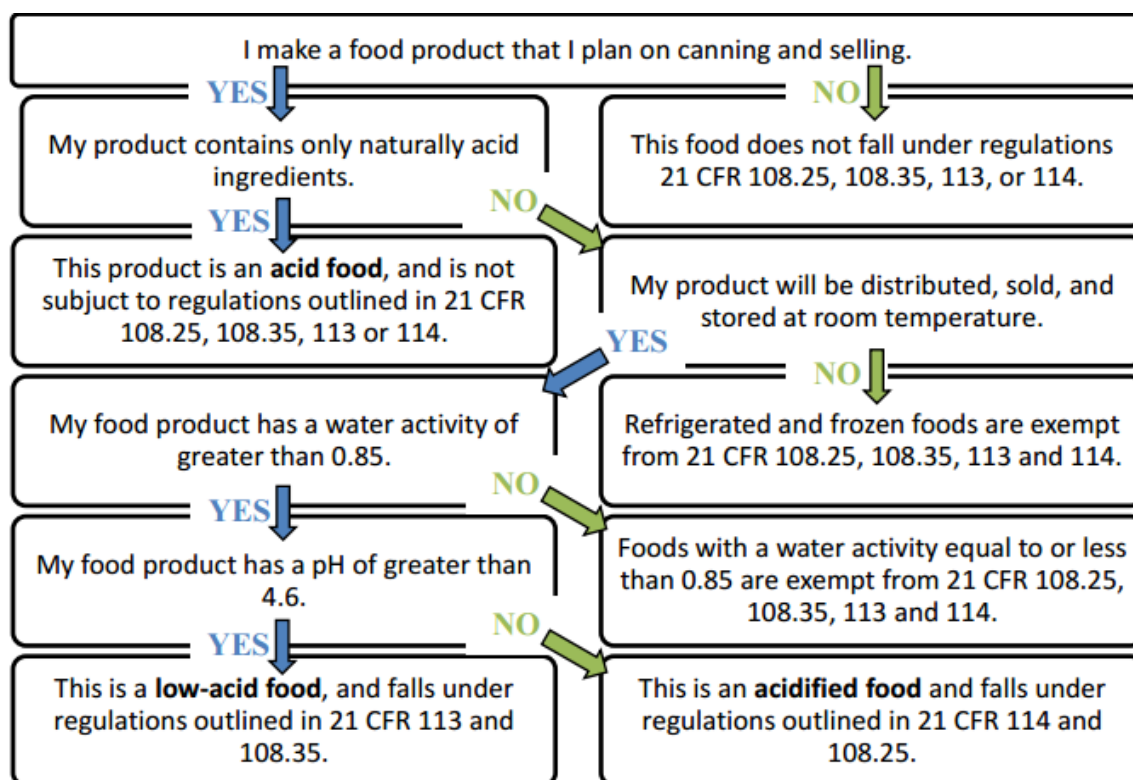 I make a food product that I plan on canning and selling.
YES
NO
My product contains only naturally acid
ingredients.
This food does not fall under regulations
21 CFR 108.25, 108.35, 113, or 114.
YES
NO
This product is an acid food, and is not
subjuct to regulations outlined in 21 CFR
108.25, 108.35, 113 or 114.
My product will be distributed, sold, and
stored at room temperature.
YES
NO
My food product has a water activity of
greater than 0.85.
Refrigerated and frozen foods are exempt
from 21 CFR 108.25, 108.35, 113 and 114.
YES
NO
My food product has a pH of greater than
4.6.
Foods with a water activity equal to or less
than 0.85 are exempt from 21 CFR 108.25,
108.35, 113 and 114.
YES
NO
This is a low-acid food, and falls under
regulations outlined in 21 CFR 113 and
108.35.
This is an acidified food and falls under
regulations outlined in 21 CFR 114 and
108.25.